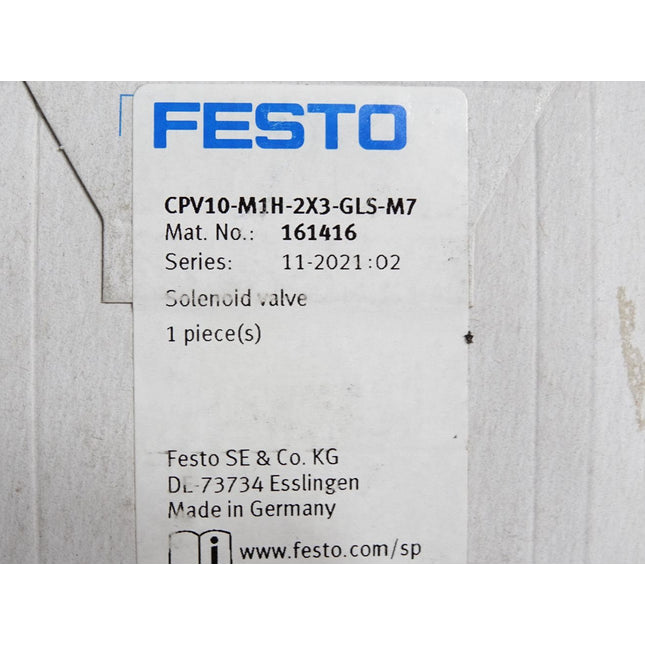 FESTO
CPV10-M1H-2X3-GLS-M7
Mat. No.: 161416
Series: 11-2021:02
Solenoid valve
1 piece(s)
Festo SE & Co. KG
DE-73734 Esslingen
Made in Germany
i www.festo.com/sp